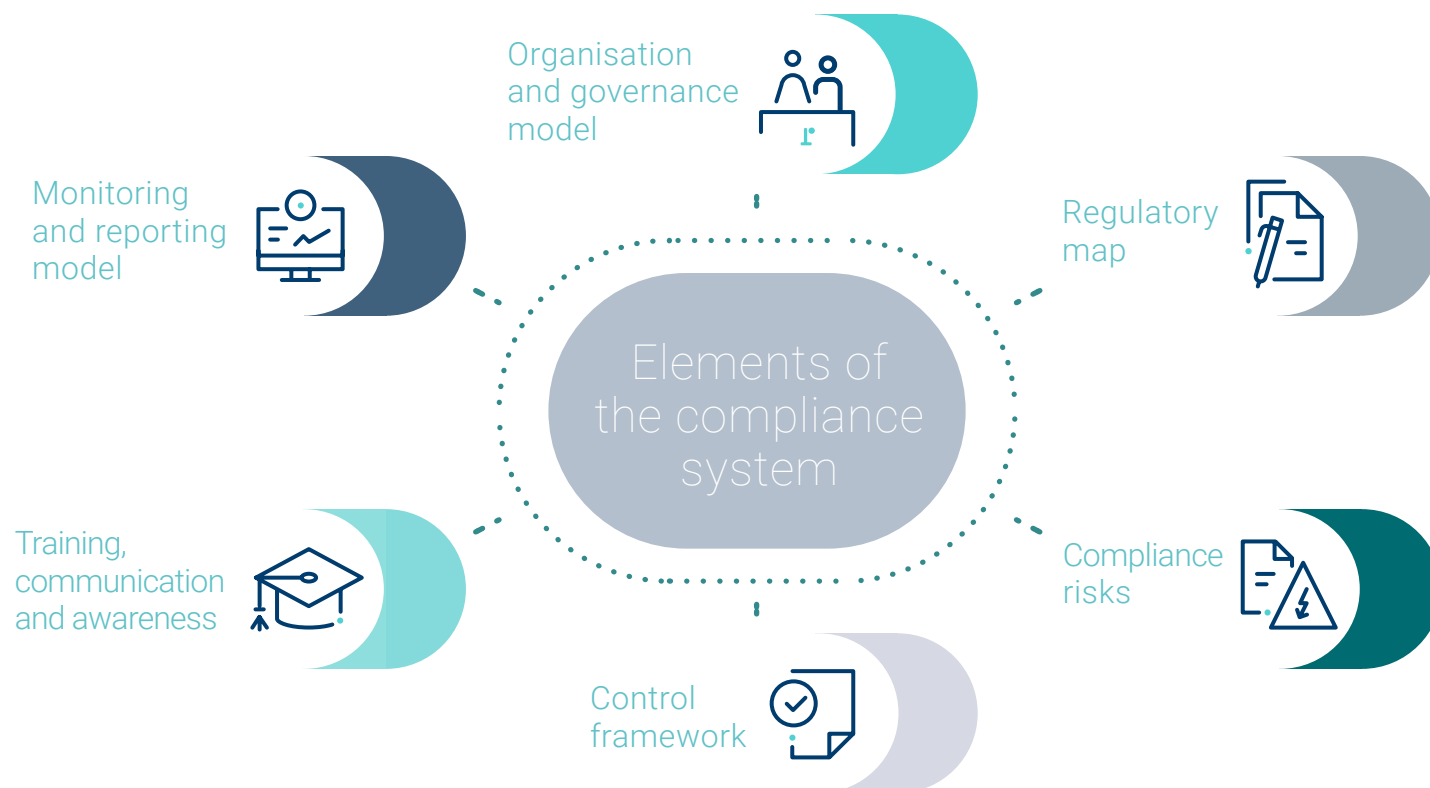 Organisation
and governance
model
Monitoring
and reporting
model
Regulatory
map
Elements of
the compliance
system
Training,
communication
and awareness
Compliance
risks
Control
framework